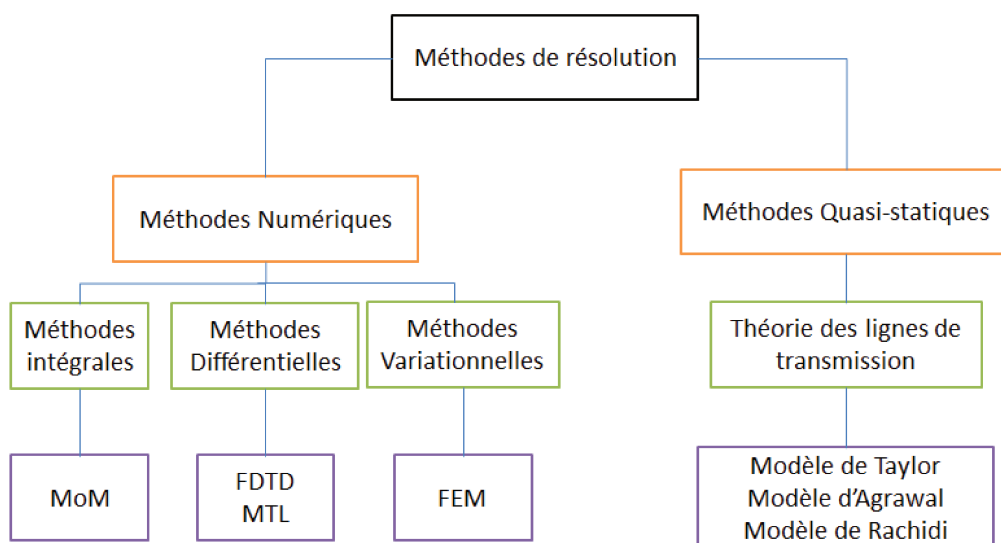 Méthodes de résolution
Méthodes Numériques
Méthodes Quasi-statiques
Méthodes
intégrales
Méthodes
Différentielles
Méthodes
Variationnelles
Théorie des lignes de
transmission
MoM
FDTD
MTL
FEM
Modèle de Taylor
Modèle d’Agrawal
Modèle de Rachidi